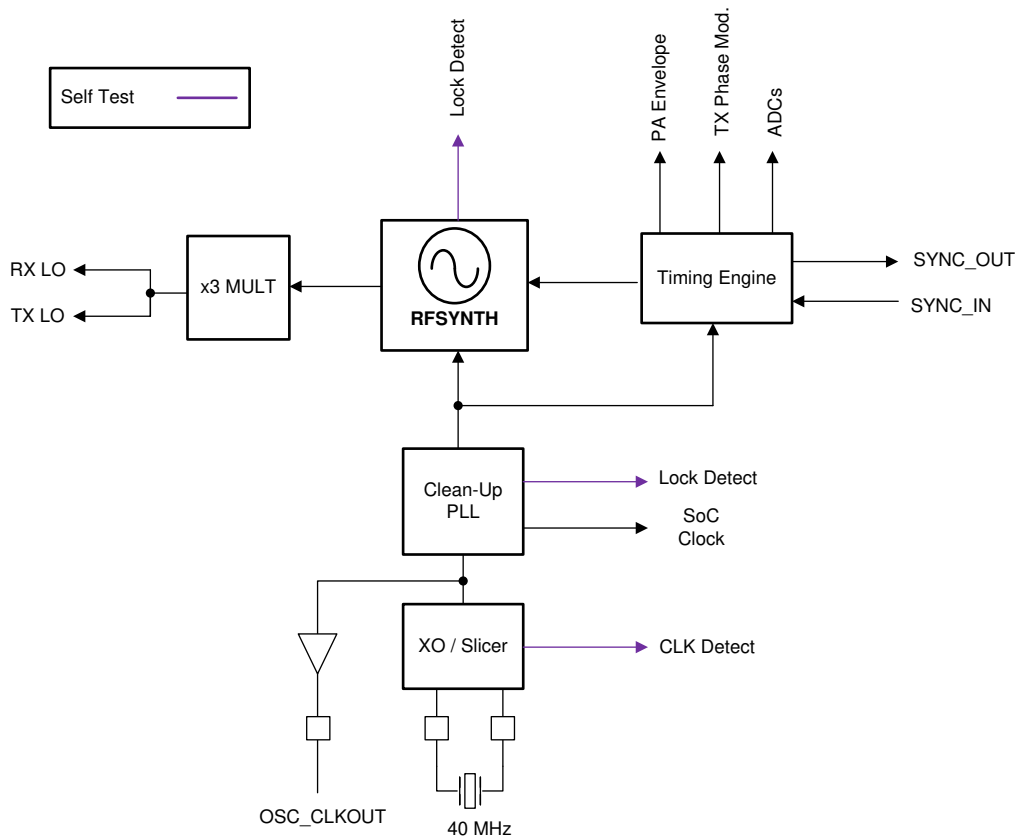 Self Test
Lock Detect
PA Envelope
TX Phase Mod.
ADCs
RX LO
TX LO
x3 MULT
RFSYNTH
Timing Engine
SYNC_OUT
SYNC_IN
Clean-Up
PLL
Lock Detect
SoC
Clock
XO / Slicer
CLK Detect
OSC_CLKOUT
40 MHz